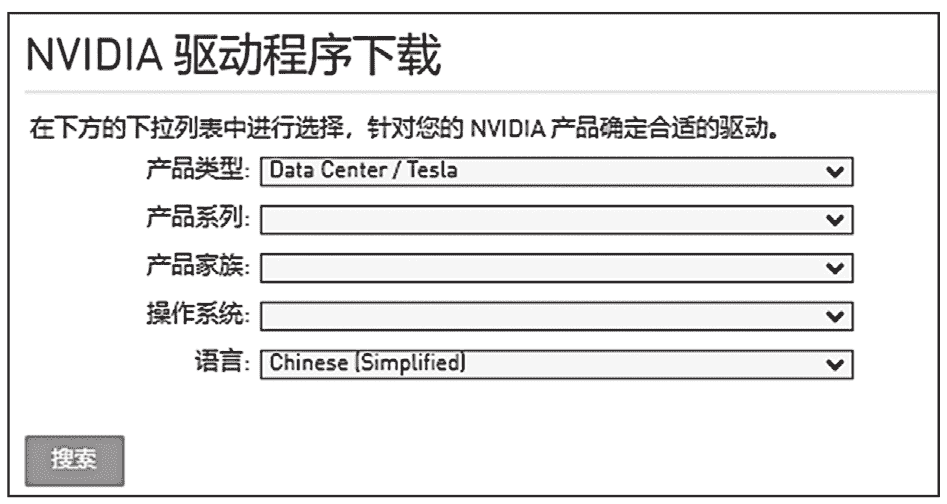 NVIDIA 驱动程序下载
在下方的下拉列表中进行选择，针对您的 NVIDIA 产品确定合适的驱动。
产品类型: Data Center / Tesla
产品系列:
产品家族:
操作系统:
语言: Chinese (Simplified)
搜索